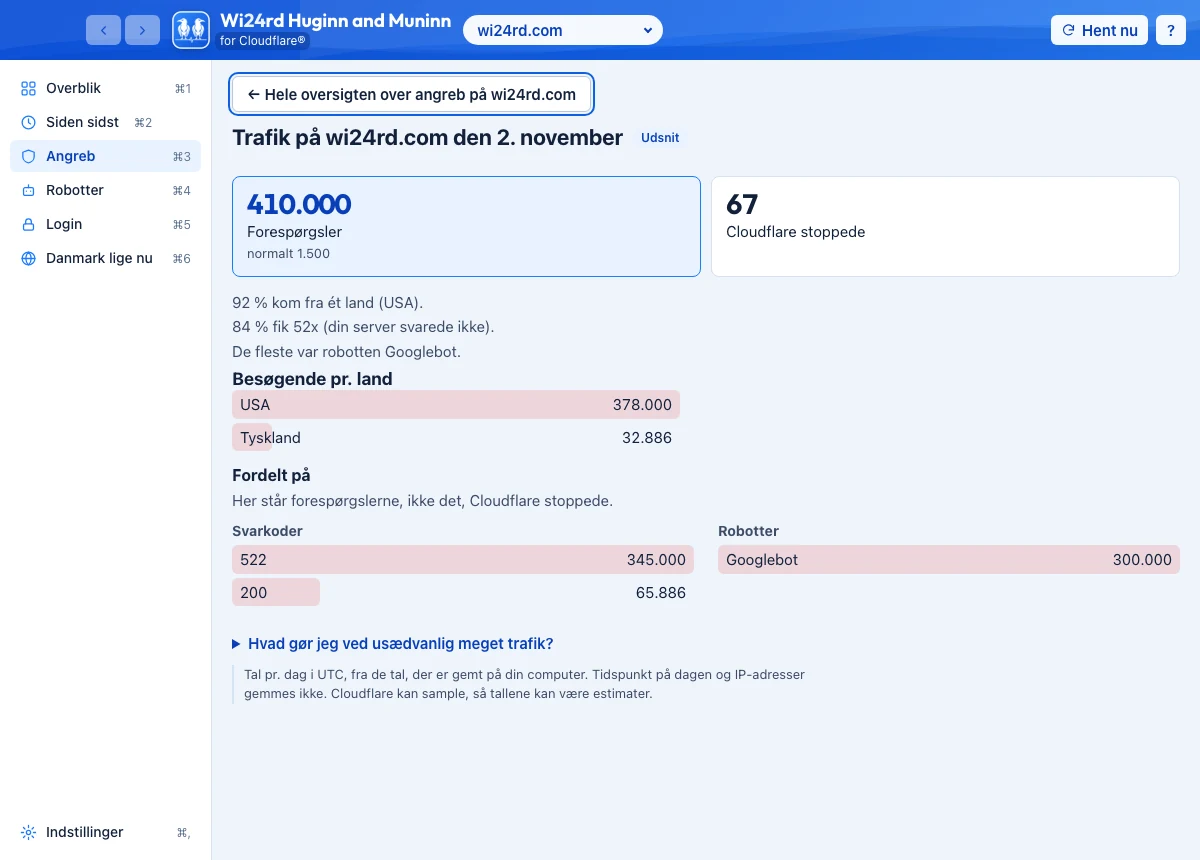 Wi24rd Huginn and Muninn
for Cloudflare®
wi24rd.com
Hent nu
?
Overblik ⌘1
Siden sidst ⌘2
Angreb ⌘3
Robotter ⌘4
Login ⌘5
Danmark lige nu ⌘6
Indstillinger ⌘,
← Hele oversigten over angreb på wi24rd.com
Trafik på wi24rd.com den 2. november Udsnit
410.000
Forespørgsler
normalt 1.500
67
Cloudflare stoppede
92 % kom fra ét land (USA).
84 % fik 52x (din server svarede ikke).
De fleste var robotten Googlebot.
Besøgende pr. land
USA 378.000
Tyskland 32.886
Fordelt på
Her står forespørgslerne, ikke det, Cloudflare stoppede.
Svarkoder
522 345.000
200 65.886
Robotter
Googlebot 300.000
Hvad gør jeg ved usædvanlig meget trafik?
Tal pr. dag i UTC, fra de tal, der er gemt på din computer. Tidspunkt på dagen og IP-adresser
gemmes ikke. Cloudflare kan sample, så tallene kan være estimater.